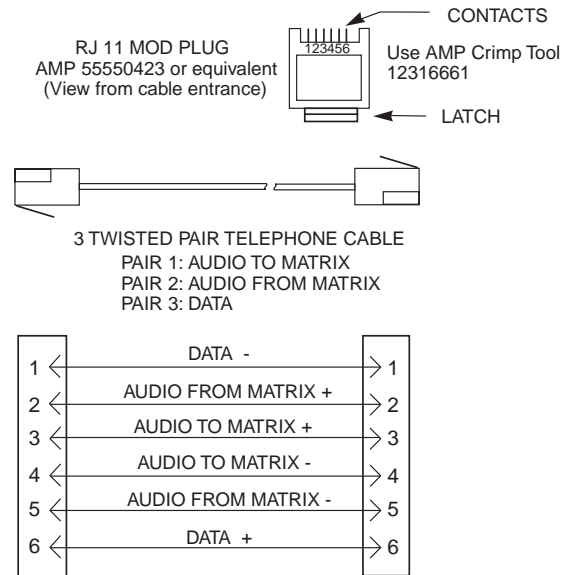 CONTACTS
RJ 11 MOD PLUG
AMP 55550423 or equivalent
(View from cable entrance)
123456
Use AMP Crimp Tool
12316661
LATCH
3 TWISTED PAIR TELEPHONE CABLE
PAIR 1: AUDIO TO MATRIX
PAIR 2: AUDIO FROM MATRIX
PAIR 3: DATA
1 DATA - 1
2 AUDIO FROM MATRIX + 2
3 AUDIO TO MATRIX + 3
4 AUDIO TO MATRIX - 4
5 AUDIO FROM MATRIX - 5
6 DATA + 6